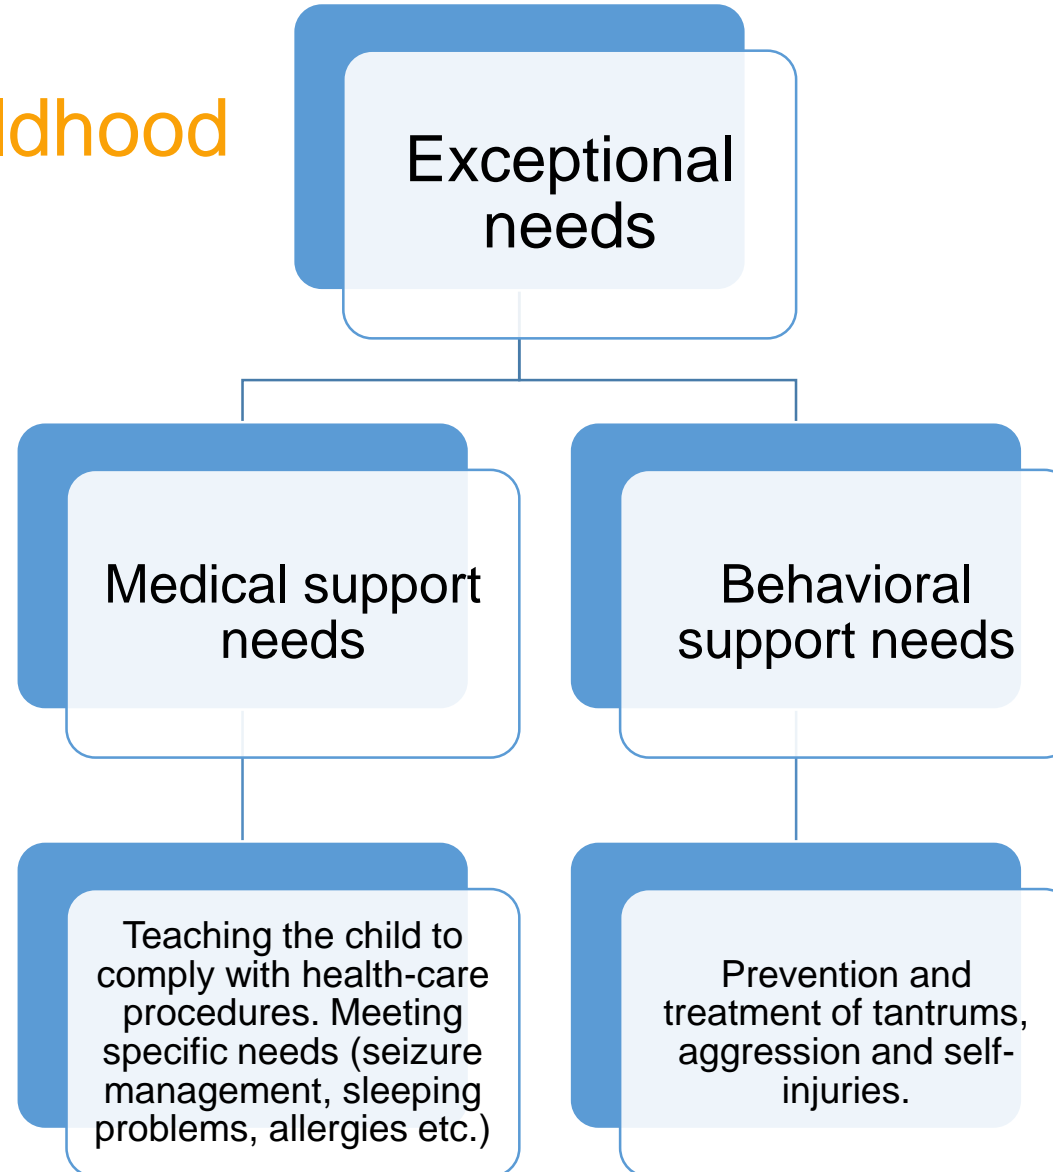 ldhood
Exceptional
needs
Medical support
needs
Behavioral
support needs
Teaching the child to
comply with health-care
procedures. Meeting
specific needs (seizure
management, sleeping
problems, allergies etc.)
Prevention and
treatment of tantrums,
aggression and self-
injuries.